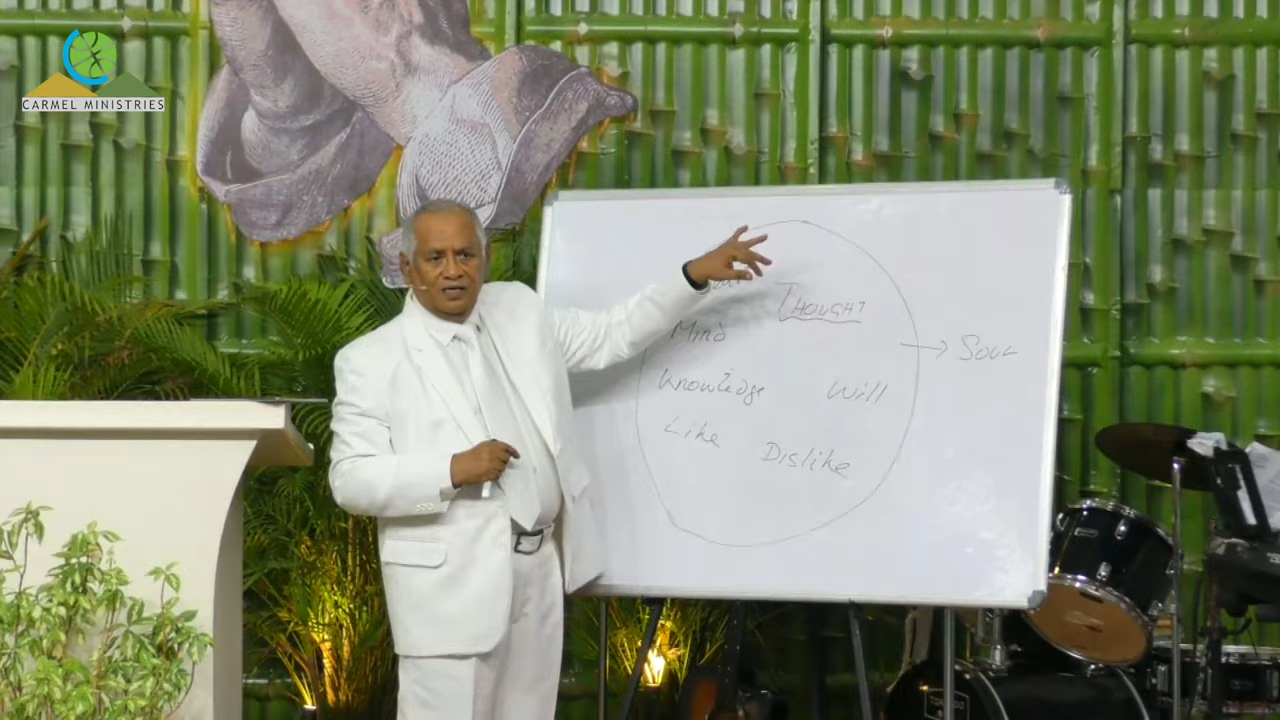 CARMEL MINISTRIES
THOUGHT
Mind
SOUL
Knowledge
Will
Like
Dislike